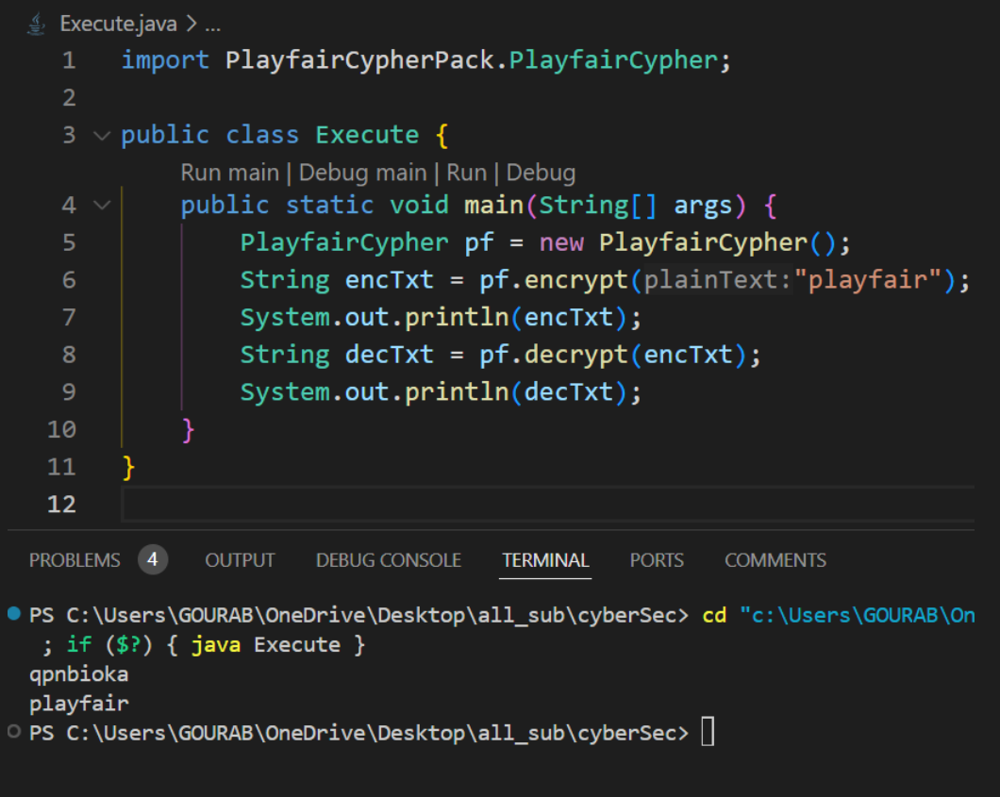 Execute.java > ...
1 import PlayfairCypherPack.PlayfairCypher;
2
3 public class Execute {
Run main | Debug main | Run | Debug
4 public static void main(String[] args) {
5 PlayfairCypher pf = new PlayfairCypher();
6 String encTxt = pf.encrypt(plainText:"playfair");
7 System.out.println(encTxt);
8 String decTxt = pf.decrypt(encTxt);
9 System.out.println(decTxt);
10 }
11 }
12
PROBLEMS 4 OUTPUT DEBUG CONSOLE TERMINAL PORTS COMMENTS
PS C:\Users\GOURAB\OneDrive\Desktop\all_sub\cyberSec> cd "c:\Users\GOURAB\On
; if ($?) { java Execute }
qpnbioka
playfair
PS C:\Users\GOURAB\OneDrive\Desktop\all_sub\cyberSec>